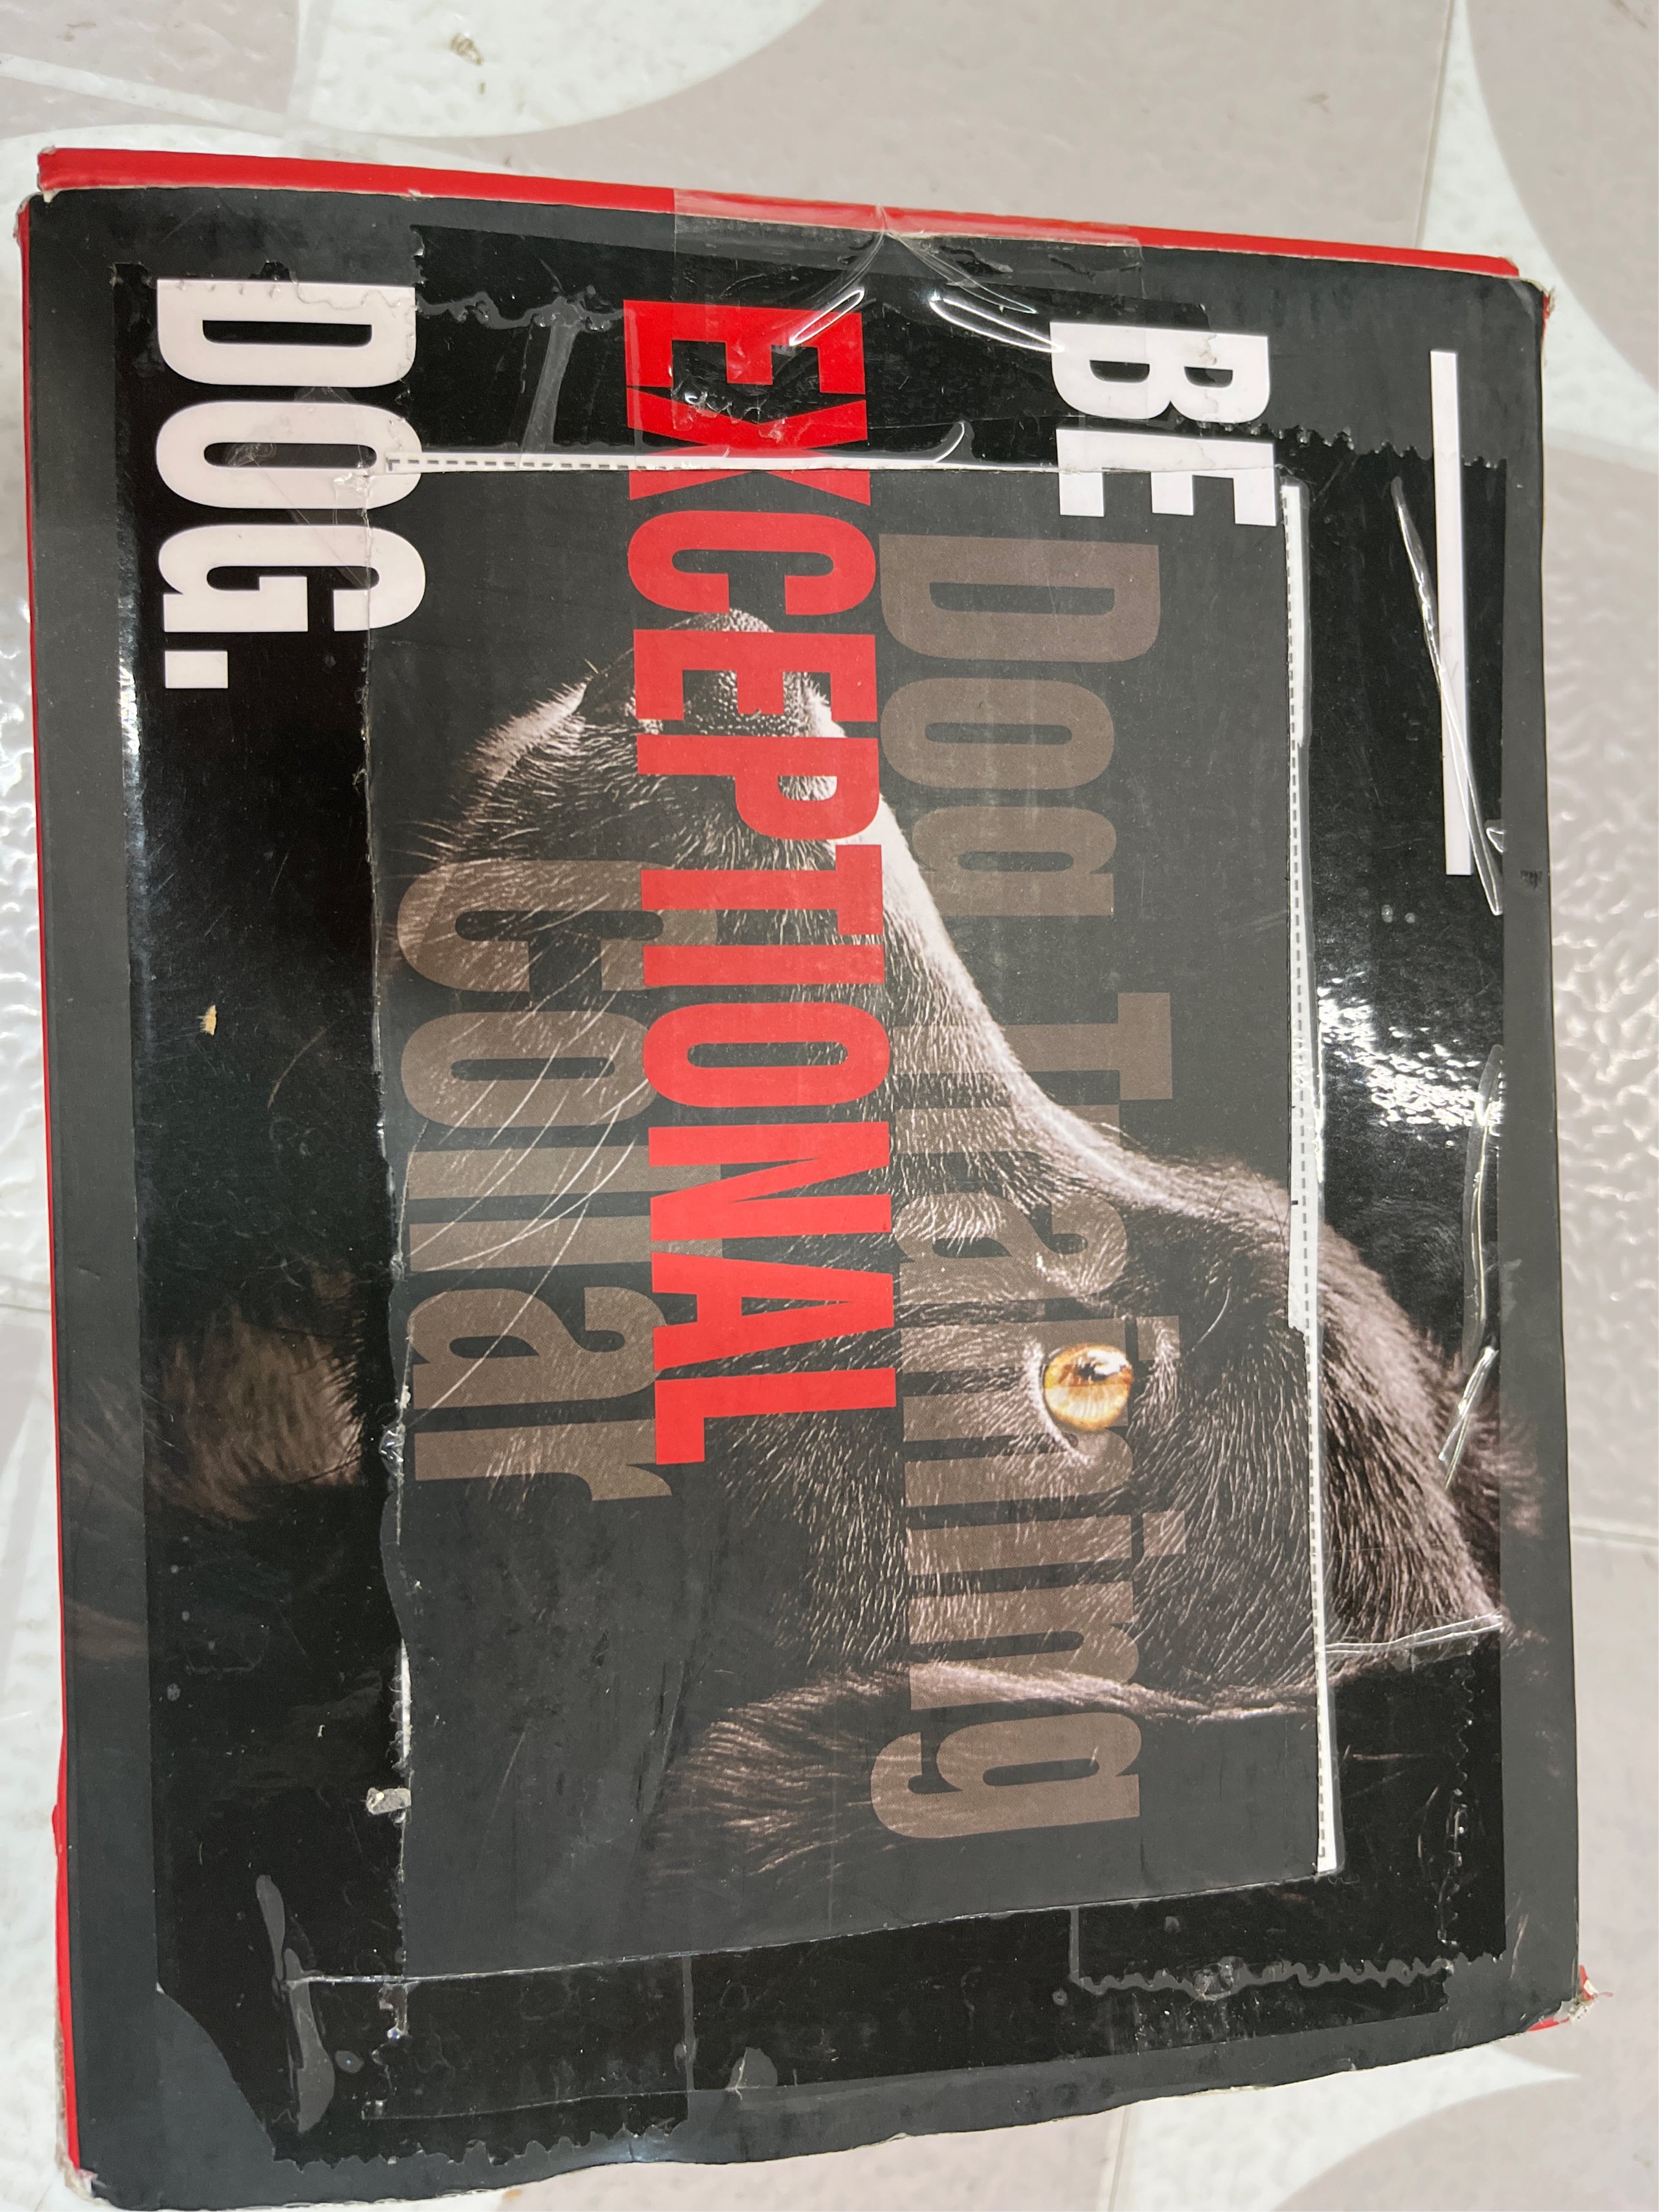 BE
Dog Training
EXCEPTIONAL
Collar
DOG.